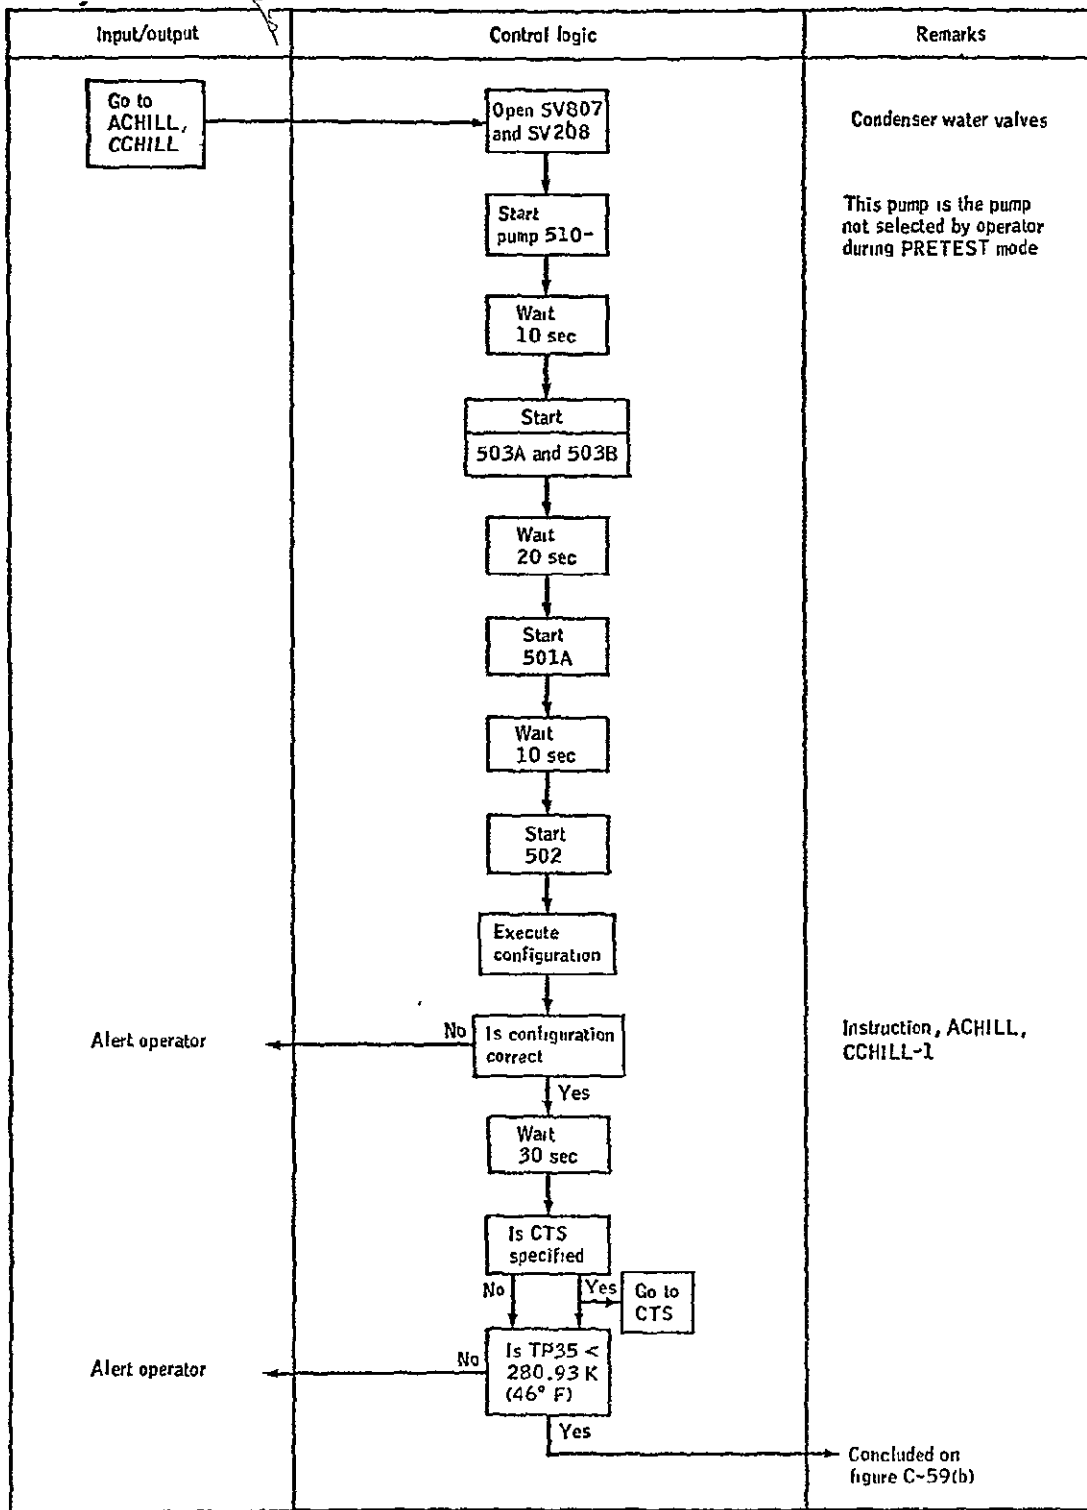 Input/output
Control logic
Remarks
Go to
ACHILL,
CCHILL
Open SV807
and SV208
Condenser water valves
Start
pump 510-
This pump is the pump
not selected by operator
during PRETEST mode
Wait
10 sec
Start
503A and 503B
Wait
20 sec
Start
501A
Wait
10 sec
Start
502
Execute
configuration
Alert operator
No
Is configuration
correct
Instruction, ACHILL,
CCHILL-1
Yes
Wait
30 sec
Is CTS
specified
No
Yes
Go to
CTS
Alert operator
No
Is TP35 <
280.93 K
(46° F)
Yes
Concluded on
figure C-59(b)